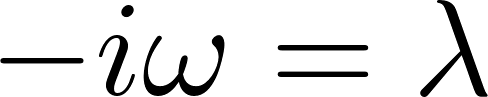 −iω = λ